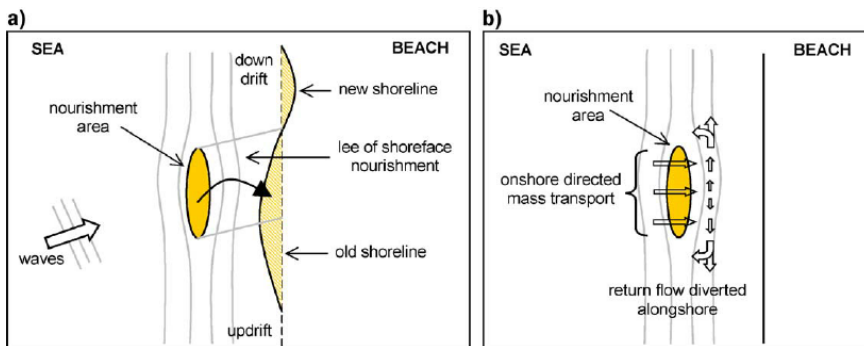 a)
SEA
BEACH
down
drift
new shoreline
nourishment
area
lee of shoreface
nourishment
waves
old shoreline
updrift
b)
SEA
BEACH
nourishment
area
onshore directed
mass transport
return flow diverted
alongshore